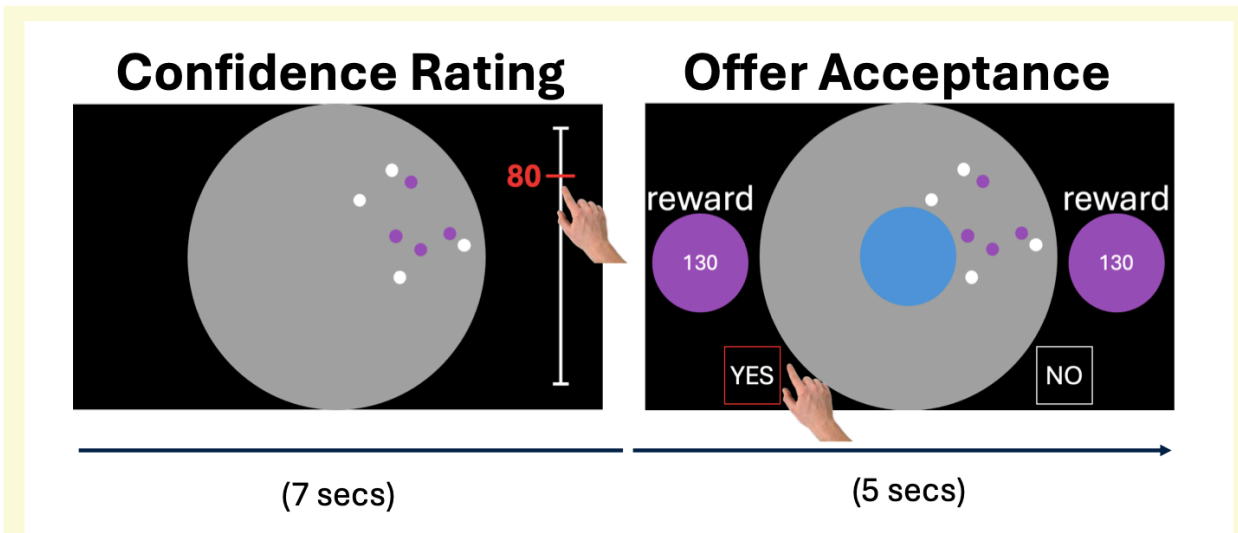 Confidence Rating
80
(7 secs)
Offer Acceptance
reward
130
reward
130
YES
NO
(5 secs)